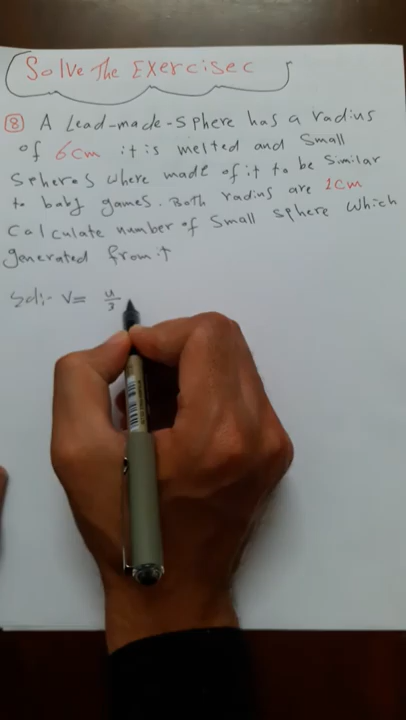 Solve The Exercisec
8 A Lead-made-sphere has a radius
of 6cm it is melted and Small
Spheres where made of it to be similar
to baby games. Both radius are 1cm
Calculate number of Small sphere which
generated from it
Sol:- V= 4/3